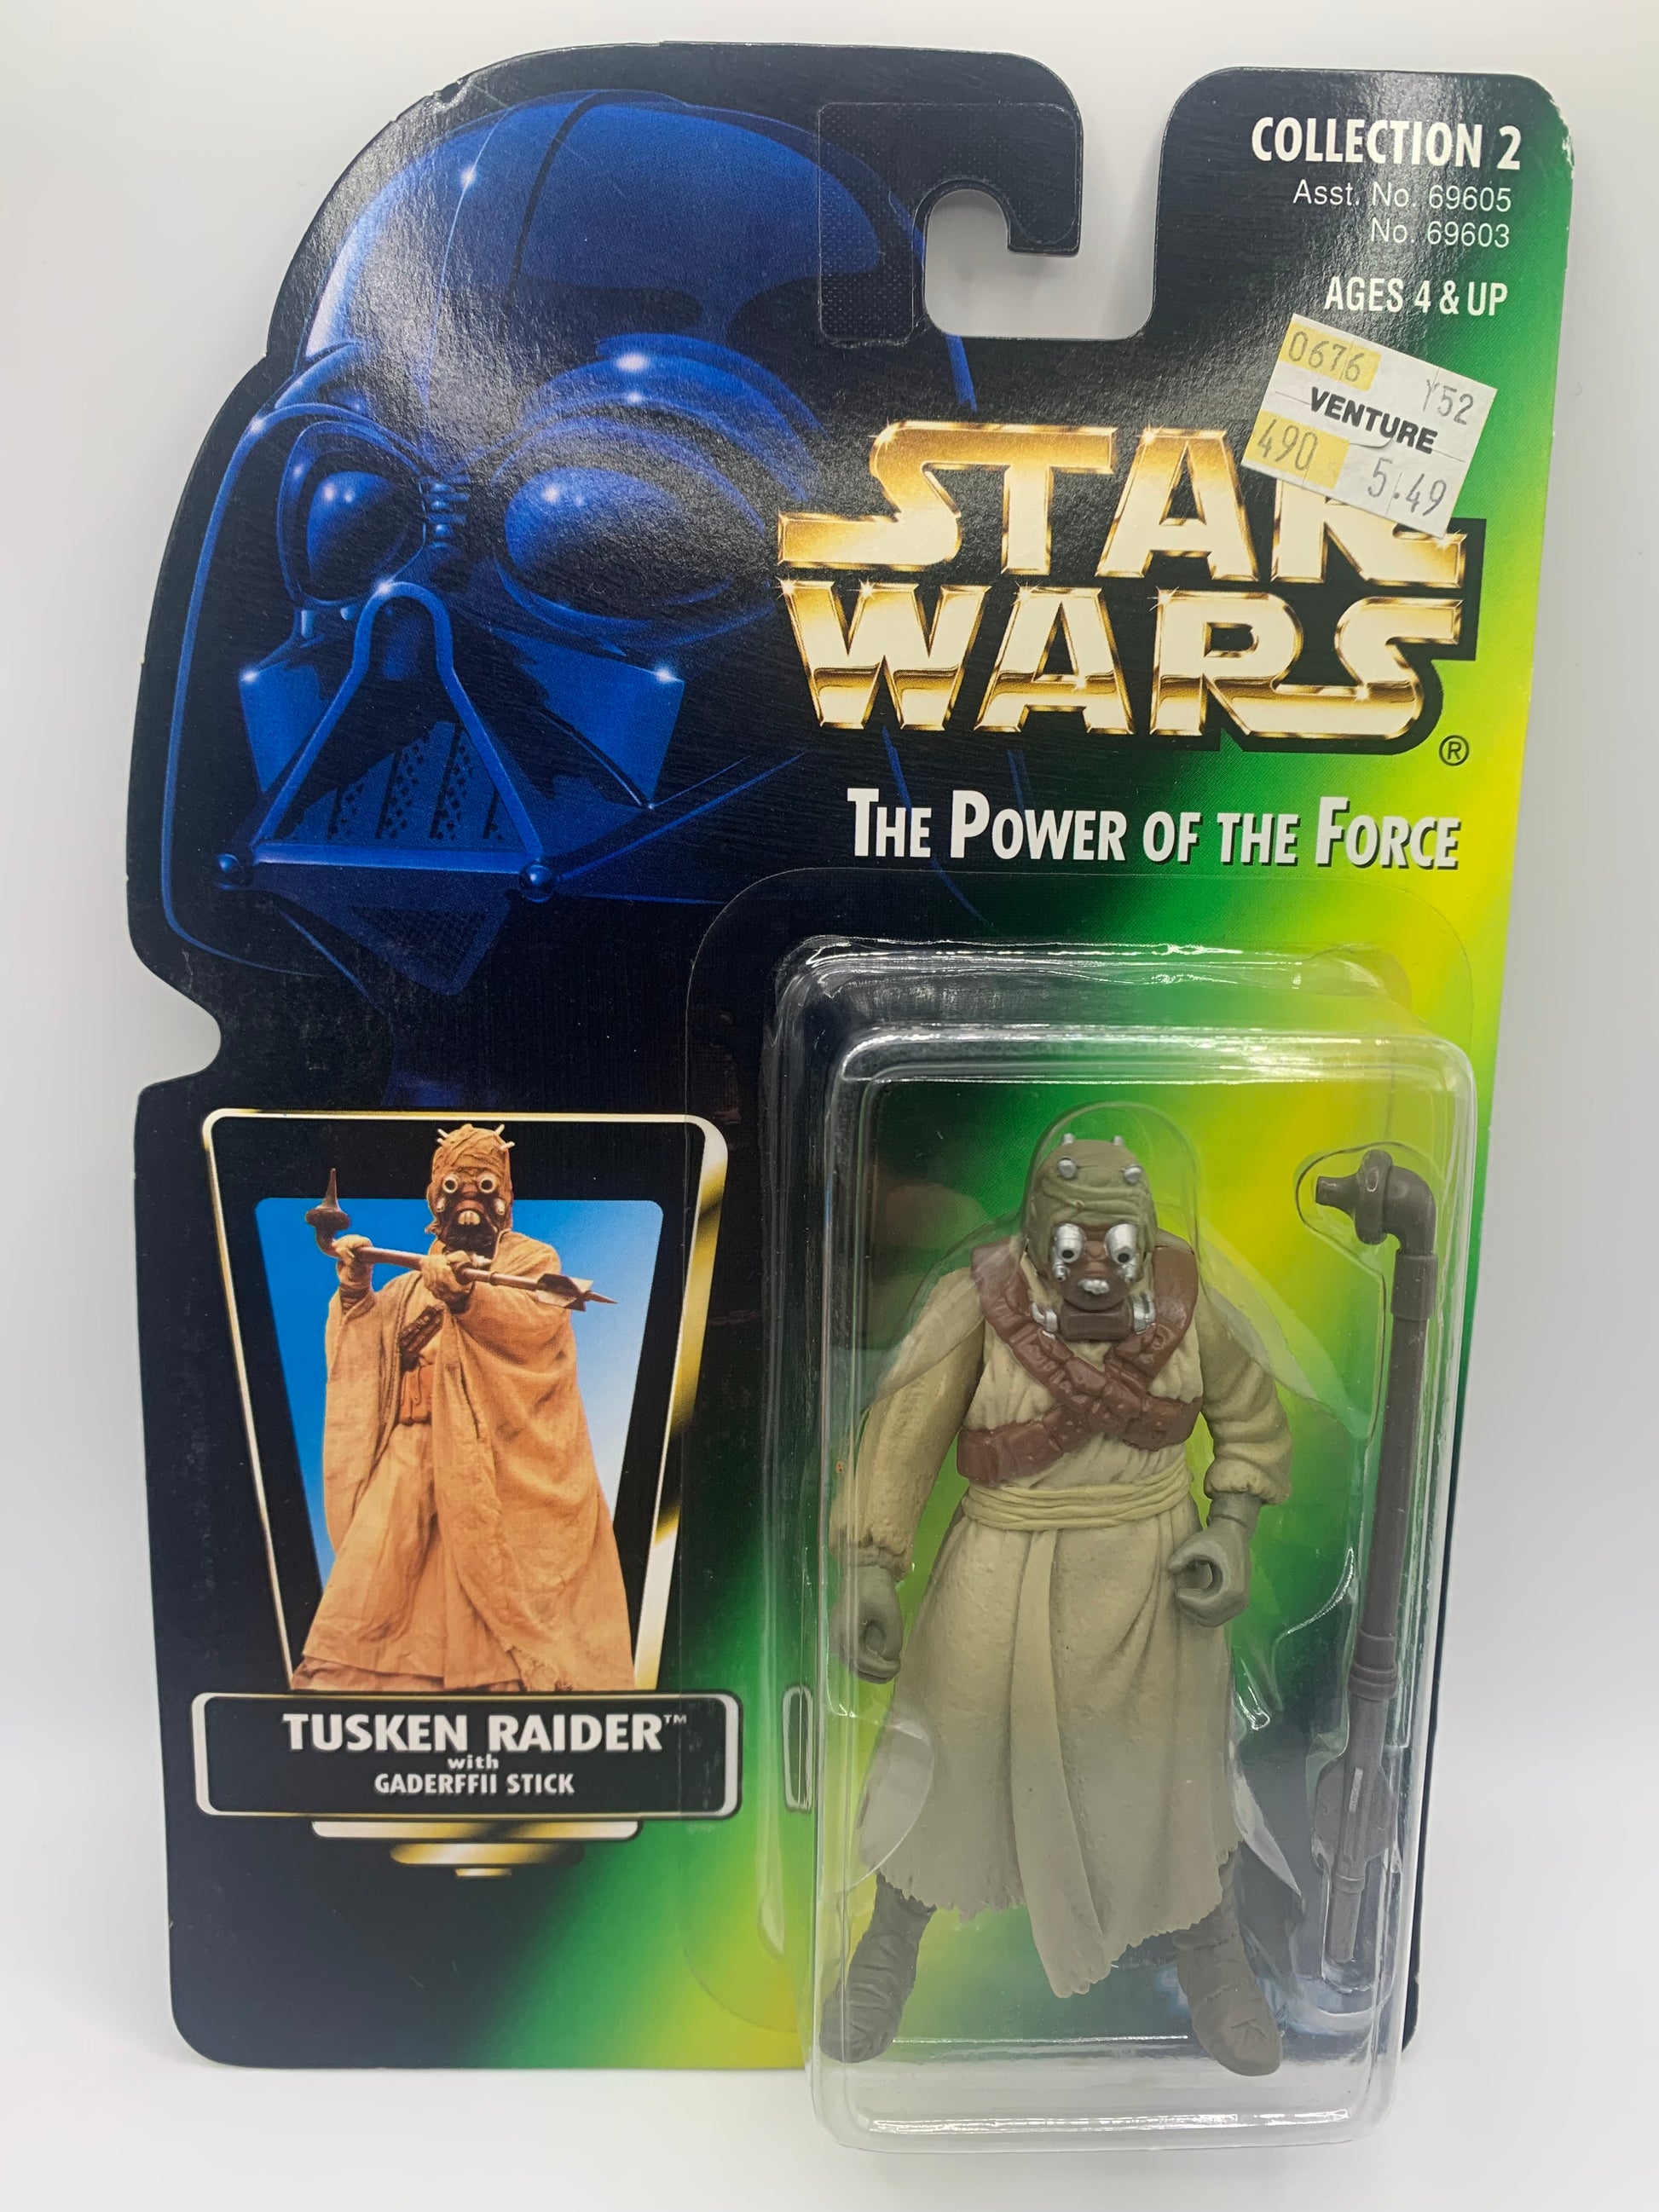 COLLECTION 2
Asst. No. 69605
No. 69603
AGES 4 & UP
0676
Y52
VENTURE
490
5.49
STAR
WARS
®
THE POWER OF THE FORCE
TUSKEN RAIDER™
with
GADERFFII STICK